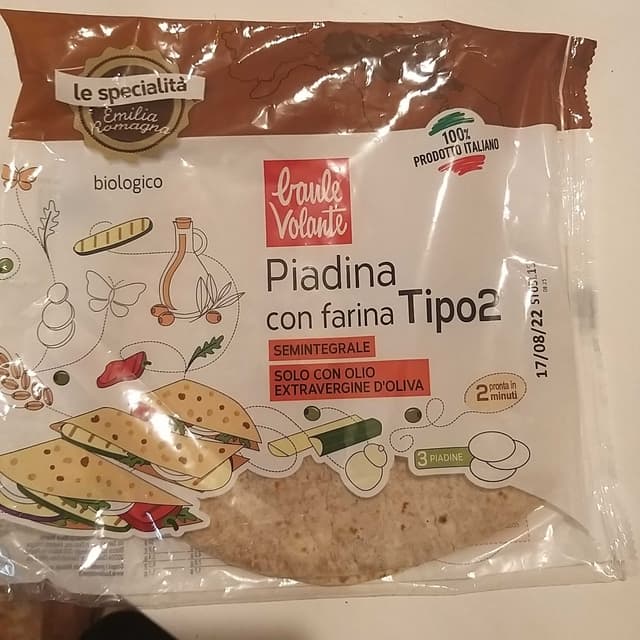 le specialità
Emilia
Romagna
100%
PRODOTTO ITALIANO
biologico
baule
Volante
Piadina
con farina Tipo2
SEMINTEGRALE
SOLO CON OLIO
EXTRAVERGINE D'OLIVA
2 pronta in
minuti
3 PIADINE
17/08/22